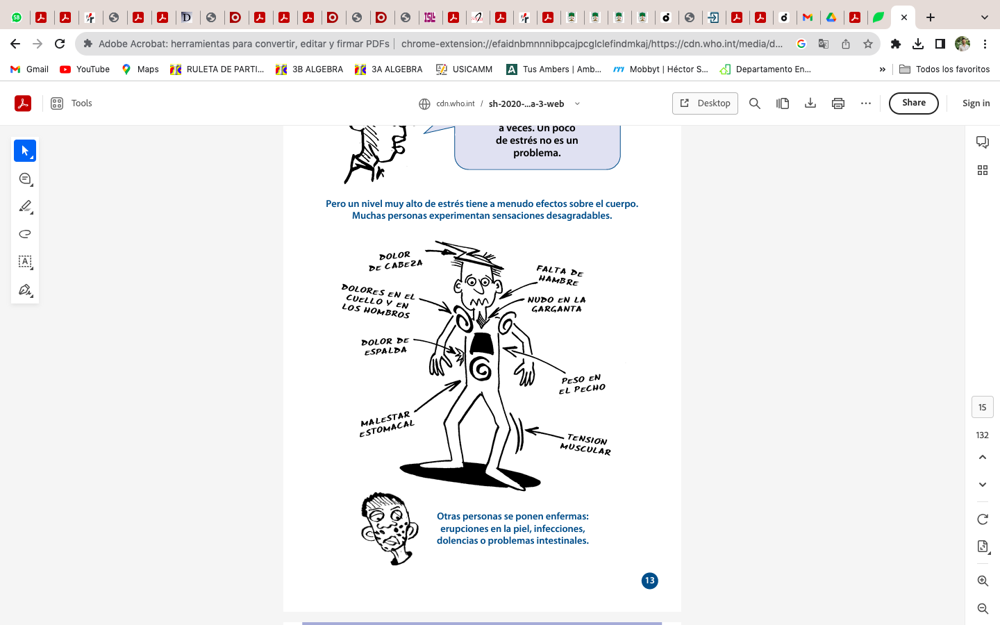 58
Adobe Acrobat: herramientas para convertir, editar y firmar PDFs
chrome-extension://efaidnbmnnnibpcajpcglclefindmkaj/https://cdn.who.int/media/d...
Gmail
YouTube
Maps
RULETA DE PARTI...
3B ALGEBRA
3A ALGEBRA
USICAMM
Tus Ambers | Amb...
Mobbyt | Héctor S...
Departamento En...
»
Todos los favoritos
Tools
cdn.who.int / sh-2020-...a-3-web
Desktop
Share
Sign in
a veces. Un poco
de estrés no es un
problema.
Pero un nivel muy alto de estrés tiene a menudo efectos sobre el cuerpo.
Muchas personas experimentan sensaciones desagradables.
DOLOR
DE CABEZA
FALTA DE
HAMBRE
DOLORES EN EL
CUELLO Y EN
LOS HOMBROS
NUDO EN LA
GARGANTA
DOLOR DE
ESPALDA
PESO EN
EL PECHO
MALESTAR
ESTOMACAL
TENSION
MUSCULAR
Otras personas se ponen enfermas:
erupciones en la piel, infecciones,
dolencias o problemas intestinales.
13
15
132